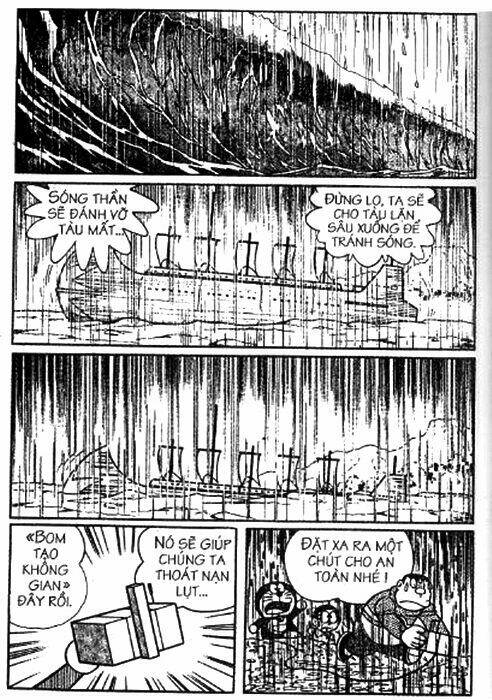 SÓNG THẦN
SẼ ĐÁNH VỠ
TÀU MẤT...
ĐỪNG LO, TA SẼ
CHO TÀU LẶN
SÂU XUỐNG ĐỂ
TRÁNH SÓNG.
«BOM
TẠO
KHÔNG
GIAN»
ĐÂY RỒI.
NÓ SẼ GIÚP
CHÚNG TA
THOÁT NẠN
LỤT...
ĐẶT XA RA MỘT
CHÚT CHO AN
TOÀN NHÉ !